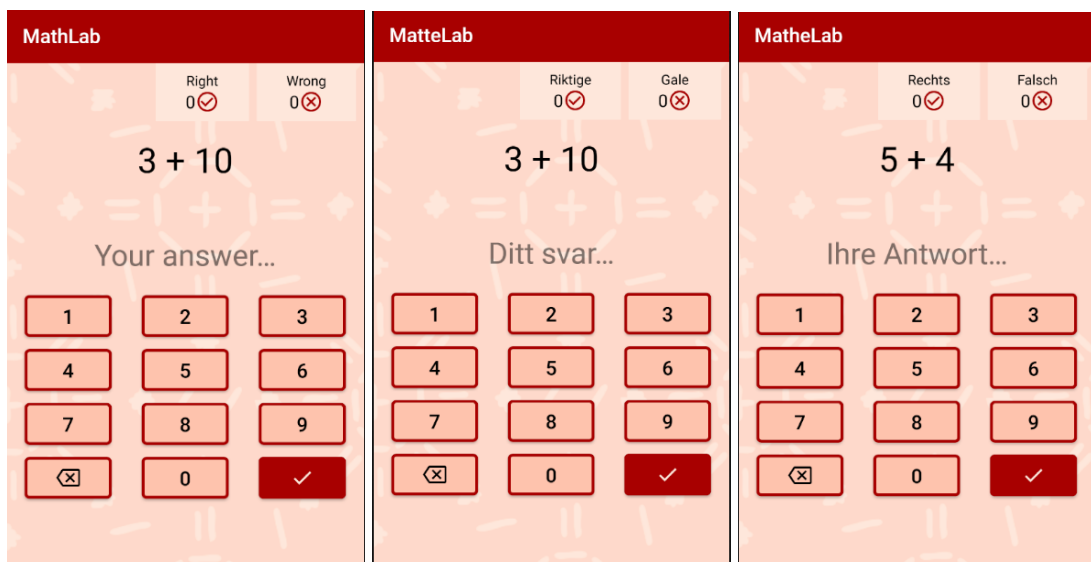 MathLab
Right Wrong
0 0
3 + 10
Your answer...
1 2 3
4 5 6
7 8 9
0
MatteLab
Riktige Gale
0 0
3 + 10
Ditt svar...
1 2 3
4 5 6
7 8 9
0
MatheLab
Rechts Falsch
0 0
5 + 4
Ihre Antwort...
1 2 3
4 5 6
7 8 9
0